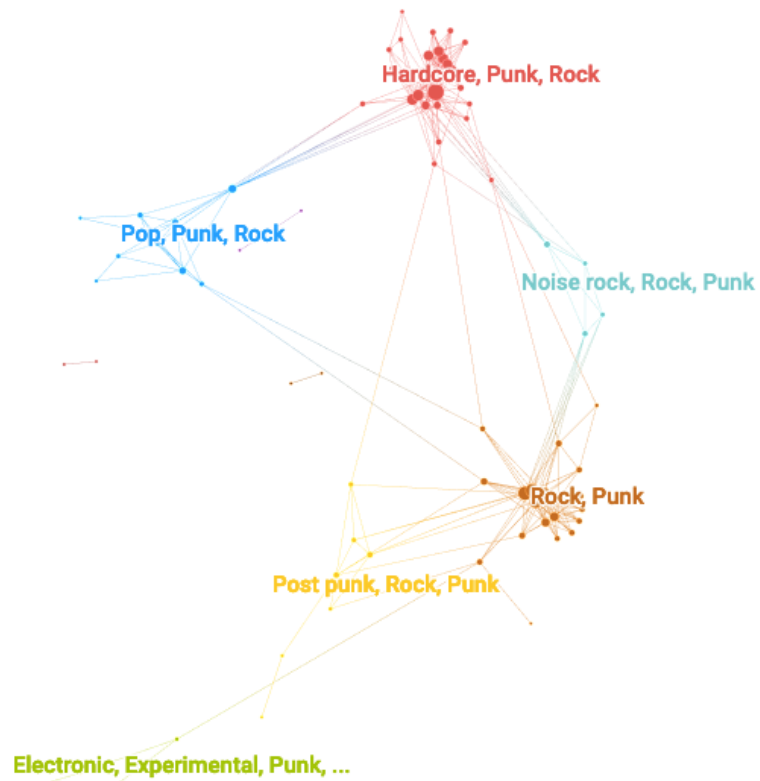 Hardcore, Punk, Rock
Pop, Punk, Rock
Noise rock, Rock, Punk
Rock, Punk
Post punk, Rock, Punk
Electronic, Experimental, Punk, ...